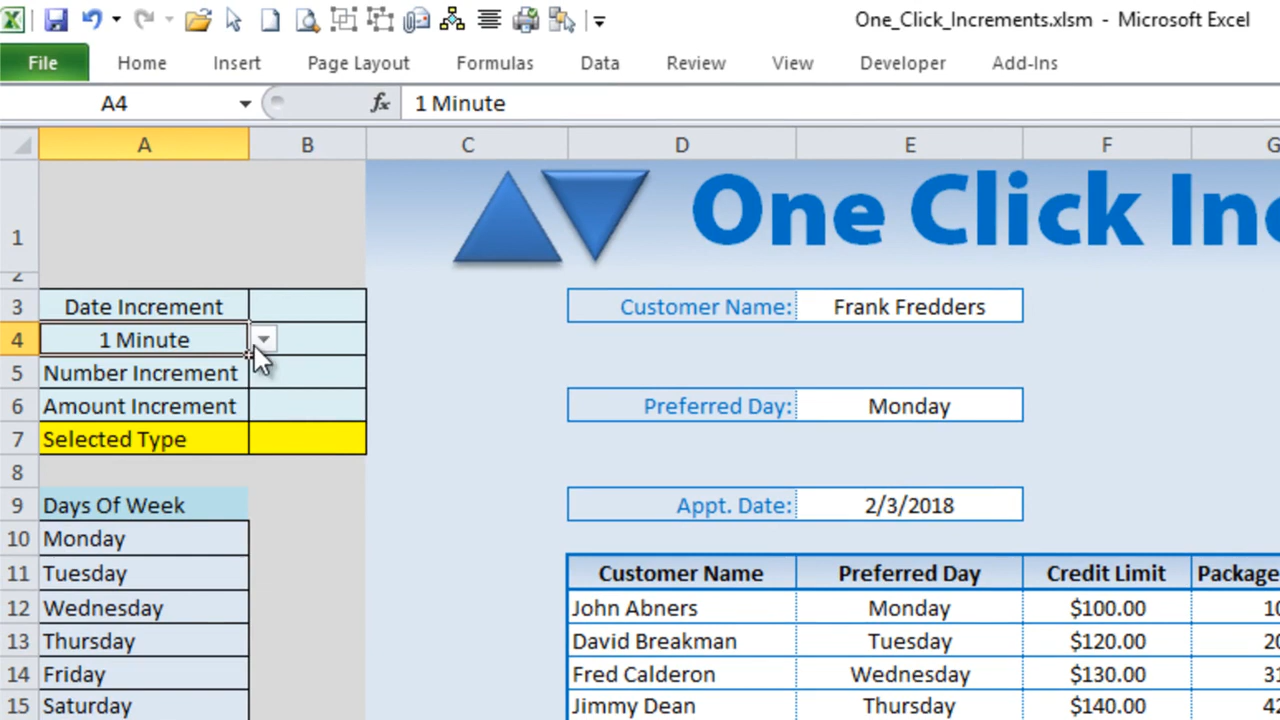 One_Click_Increments.xlsm - Microsoft Excel
File Home Insert Page Layout Formulas Data Review View Developer Add-Ins
A4 fx 1 Minute
A B C D E F G
1 One Click Inc
2
3 Date Increment Customer Name: Frank Fredders
4 1 Minute
5 Number Increment
6 Amount Increment Preferred Day: Monday
7 Selected Type
8
9 Days Of Week Appt. Date: 2/3/2018
10 Monday
11 Tuesday Customer Name Preferred Day Credit Limit Package
12 Wednesday John Abners Monday $100.00 10
13 Thursday David Breakman Tuesday $120.00 20
14 Friday Fred Calderon Wednesday $130.00 31
15 Saturday Jimmy Dean Thursday $140.00 42